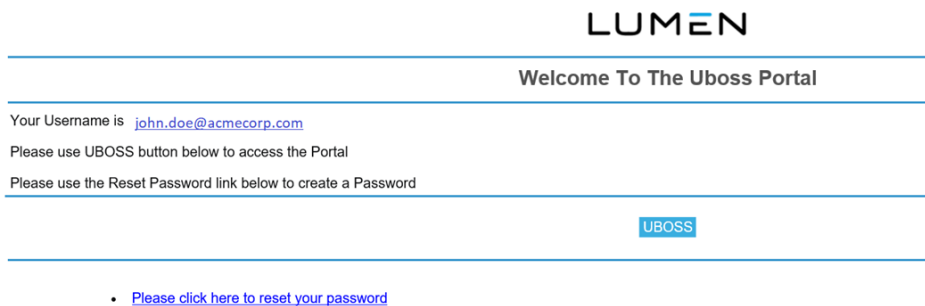 LUMEN
Welcome To The Uboss Portal
Your Username is john.doe@acmecorp.com
Please use UBOSS button below to access the Portal
Please use the Reset Password link below to create a Password
UBOSS
• Please click here to reset your password